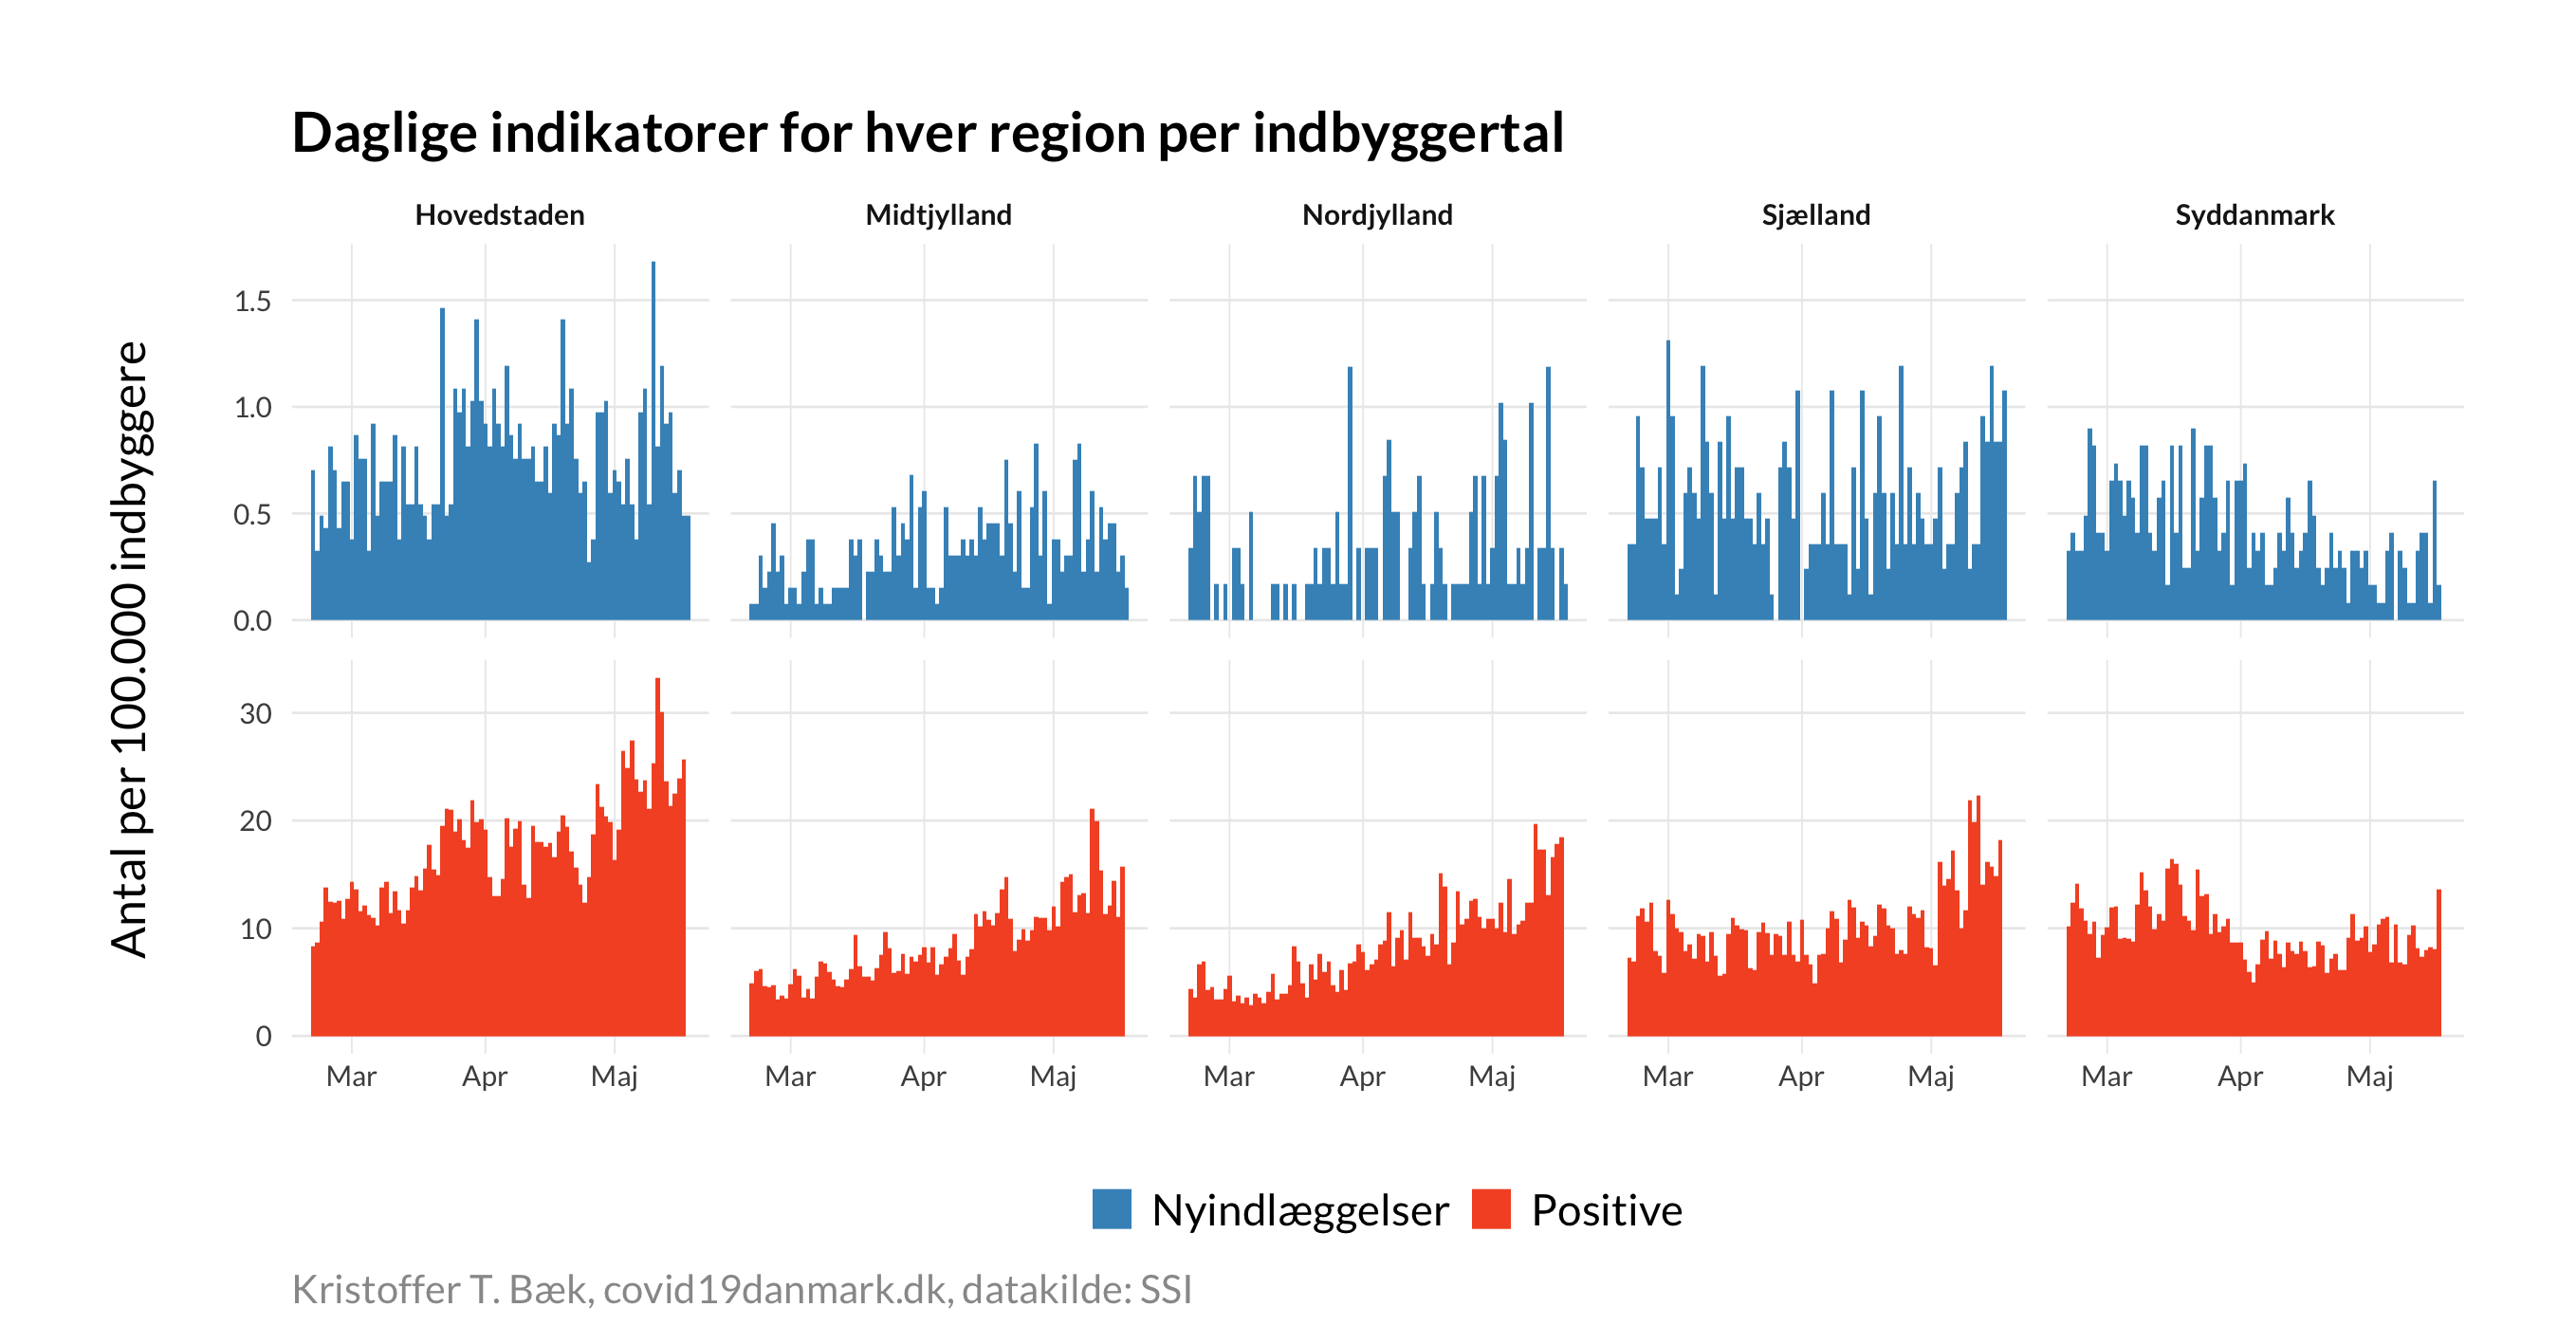 Daglige indikatorer for hver region per indbyggertal
Hovedstaden
Midtjylland
Nordjylland
Sjælland
Syddanmark
Antal per 100.000 indbyggere
1.5
1.0
0.5
0.0
30
20
10
0
Mar Apr Maj
Mar Apr Maj
Mar Apr Maj
Mar Apr Maj
Mar Apr Maj
Nyindlæggelser
Positive
Kristoffer T. Bæk, covid19danmark.dk, datakilde: SSI